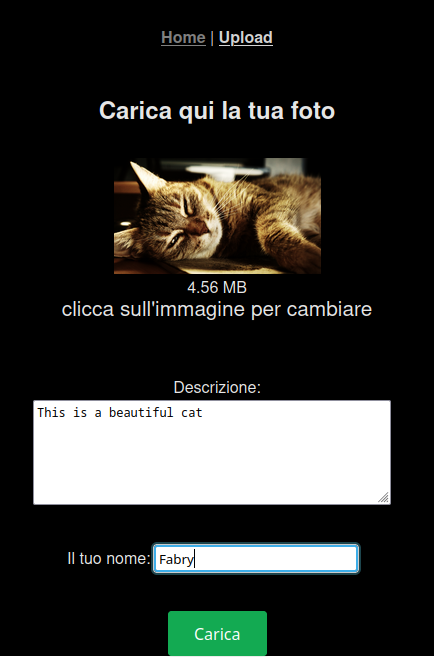 Home | Upload
Carica qui la tua foto
4.56 MB
clicca sull'immagine per cambiare
Descrizione:
This is a beautiful cat
Il tuo nome: Fabry
Carica